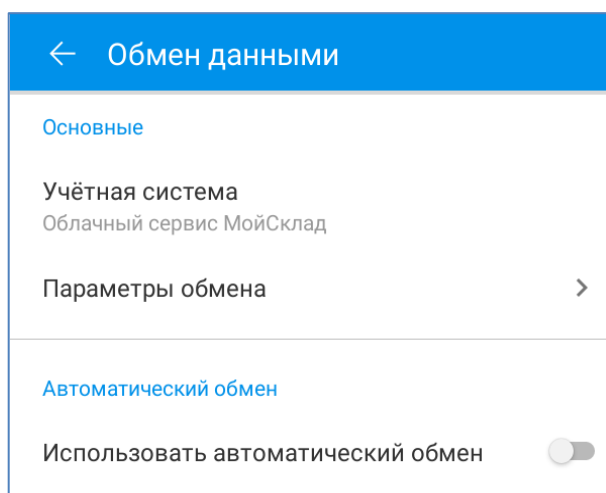 Обмен данными
Основные
Учётная система
Облачный сервис МойСклад
Параметры обмена
Автоматический обмен
Использовать автоматический обмен